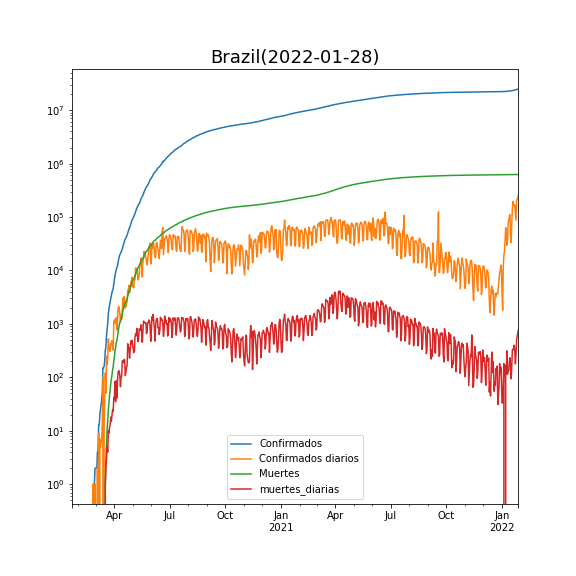 Brazil(2022-01-28)
10⁷
10⁶
10⁵
10⁴
10³
10²
10¹
10⁰
Confirmados
Confirmados diarios
Muertes
muertes_diarias
Apr Jul Oct Jan Apr Jul Oct Jan
2021 2022